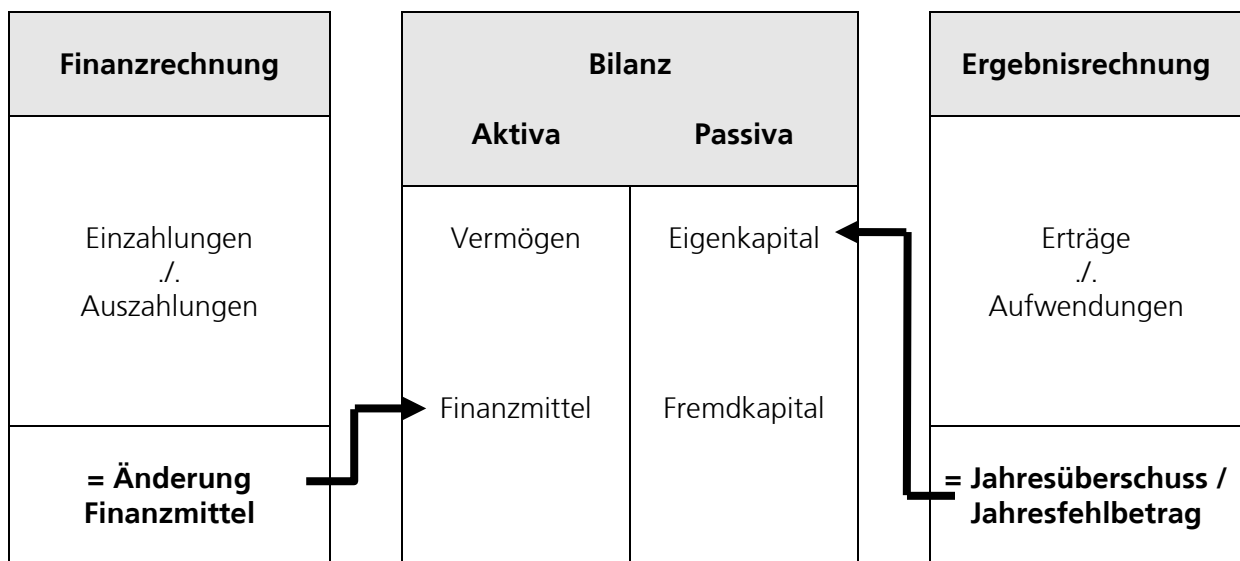 Finanzrechnung
Einzahlungen
./.
Auszahlungen
= Änderung
Finanzmittel
Bilanz
Aktiva
Passiva
Vermögen
Eigenkapital
Finanzmittel
Fremdkapital
Ergebnisrechnung
Erträge
./.
Aufwendungen
= Jahresüberschuss /
Jahresfehlbetrag